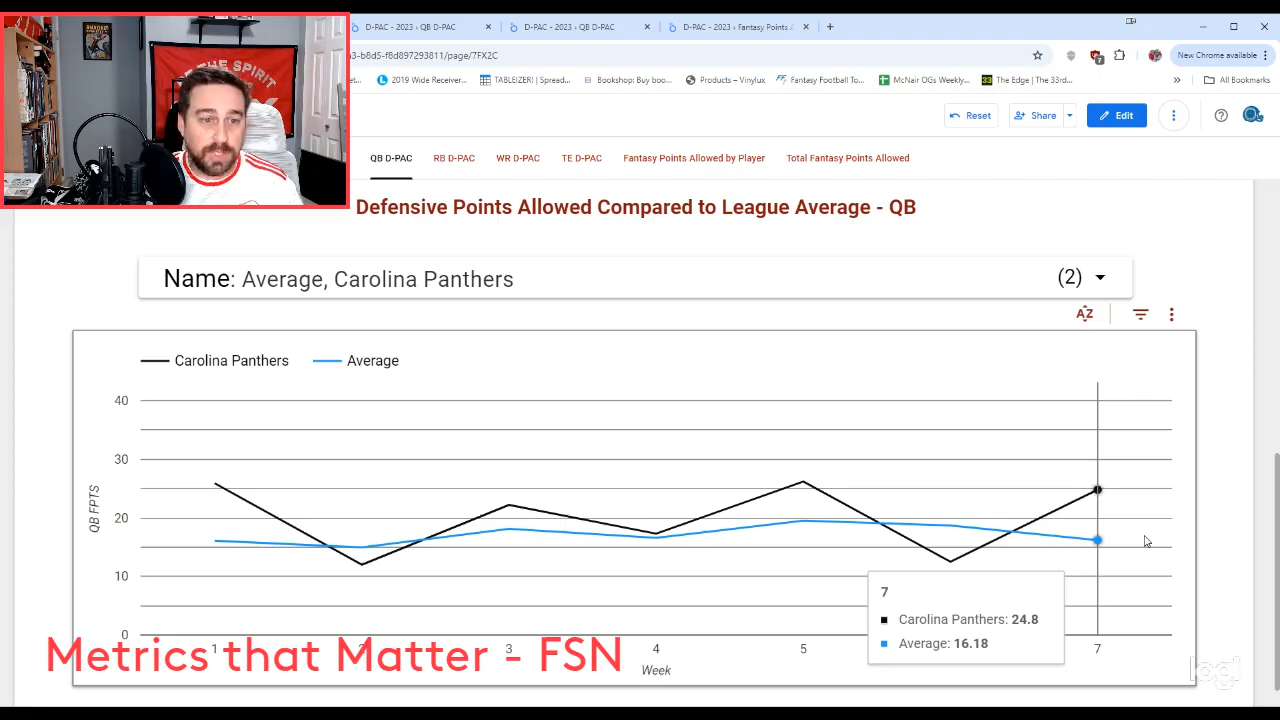 D-PAC - 2023 › QB D-PAC
D-PAC - 2023 › QB D-PAC
D-PAC - 2023 › Fantasy Points A
3-b8d5-f8d897293811/page/7FX2C
New Chrome available
2019 Wide Receiver...
TABLEIZER! | Spread...
Bookshop: Buy boo...
Products – Vinylux
Fantasy Football To...
McNair OGs Weekly...
The Edge | The 33rd...
All Bookmarks
Reset
Share
Edit
QB D-PAC
RB D-PAC
WR D-PAC
TE D-PAC
Fantasy Points Allowed by Player
Total Fantasy Points Allowed
THE SPIRIT
Defensive Points Allowed Compared to League Average - QB
Name: Average, Carolina Panthers (2)
AZ
Carolina Panthers
Average
40
30
20
10
0
QB FPTS
1
3
4
5
7
Week
7
Carolina Panthers: 24.8
Average: 16.18
Metrics that Matter - FSN